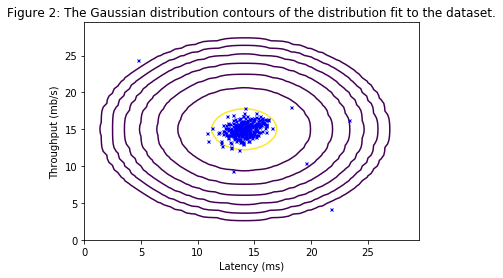 Figure 2: The Gaussian distribution contours of the distribution fit to the dataset.
Throughput (mb/s)
25
20
15
10
5
0
0 5 10 15 20 25
Latency (ms)